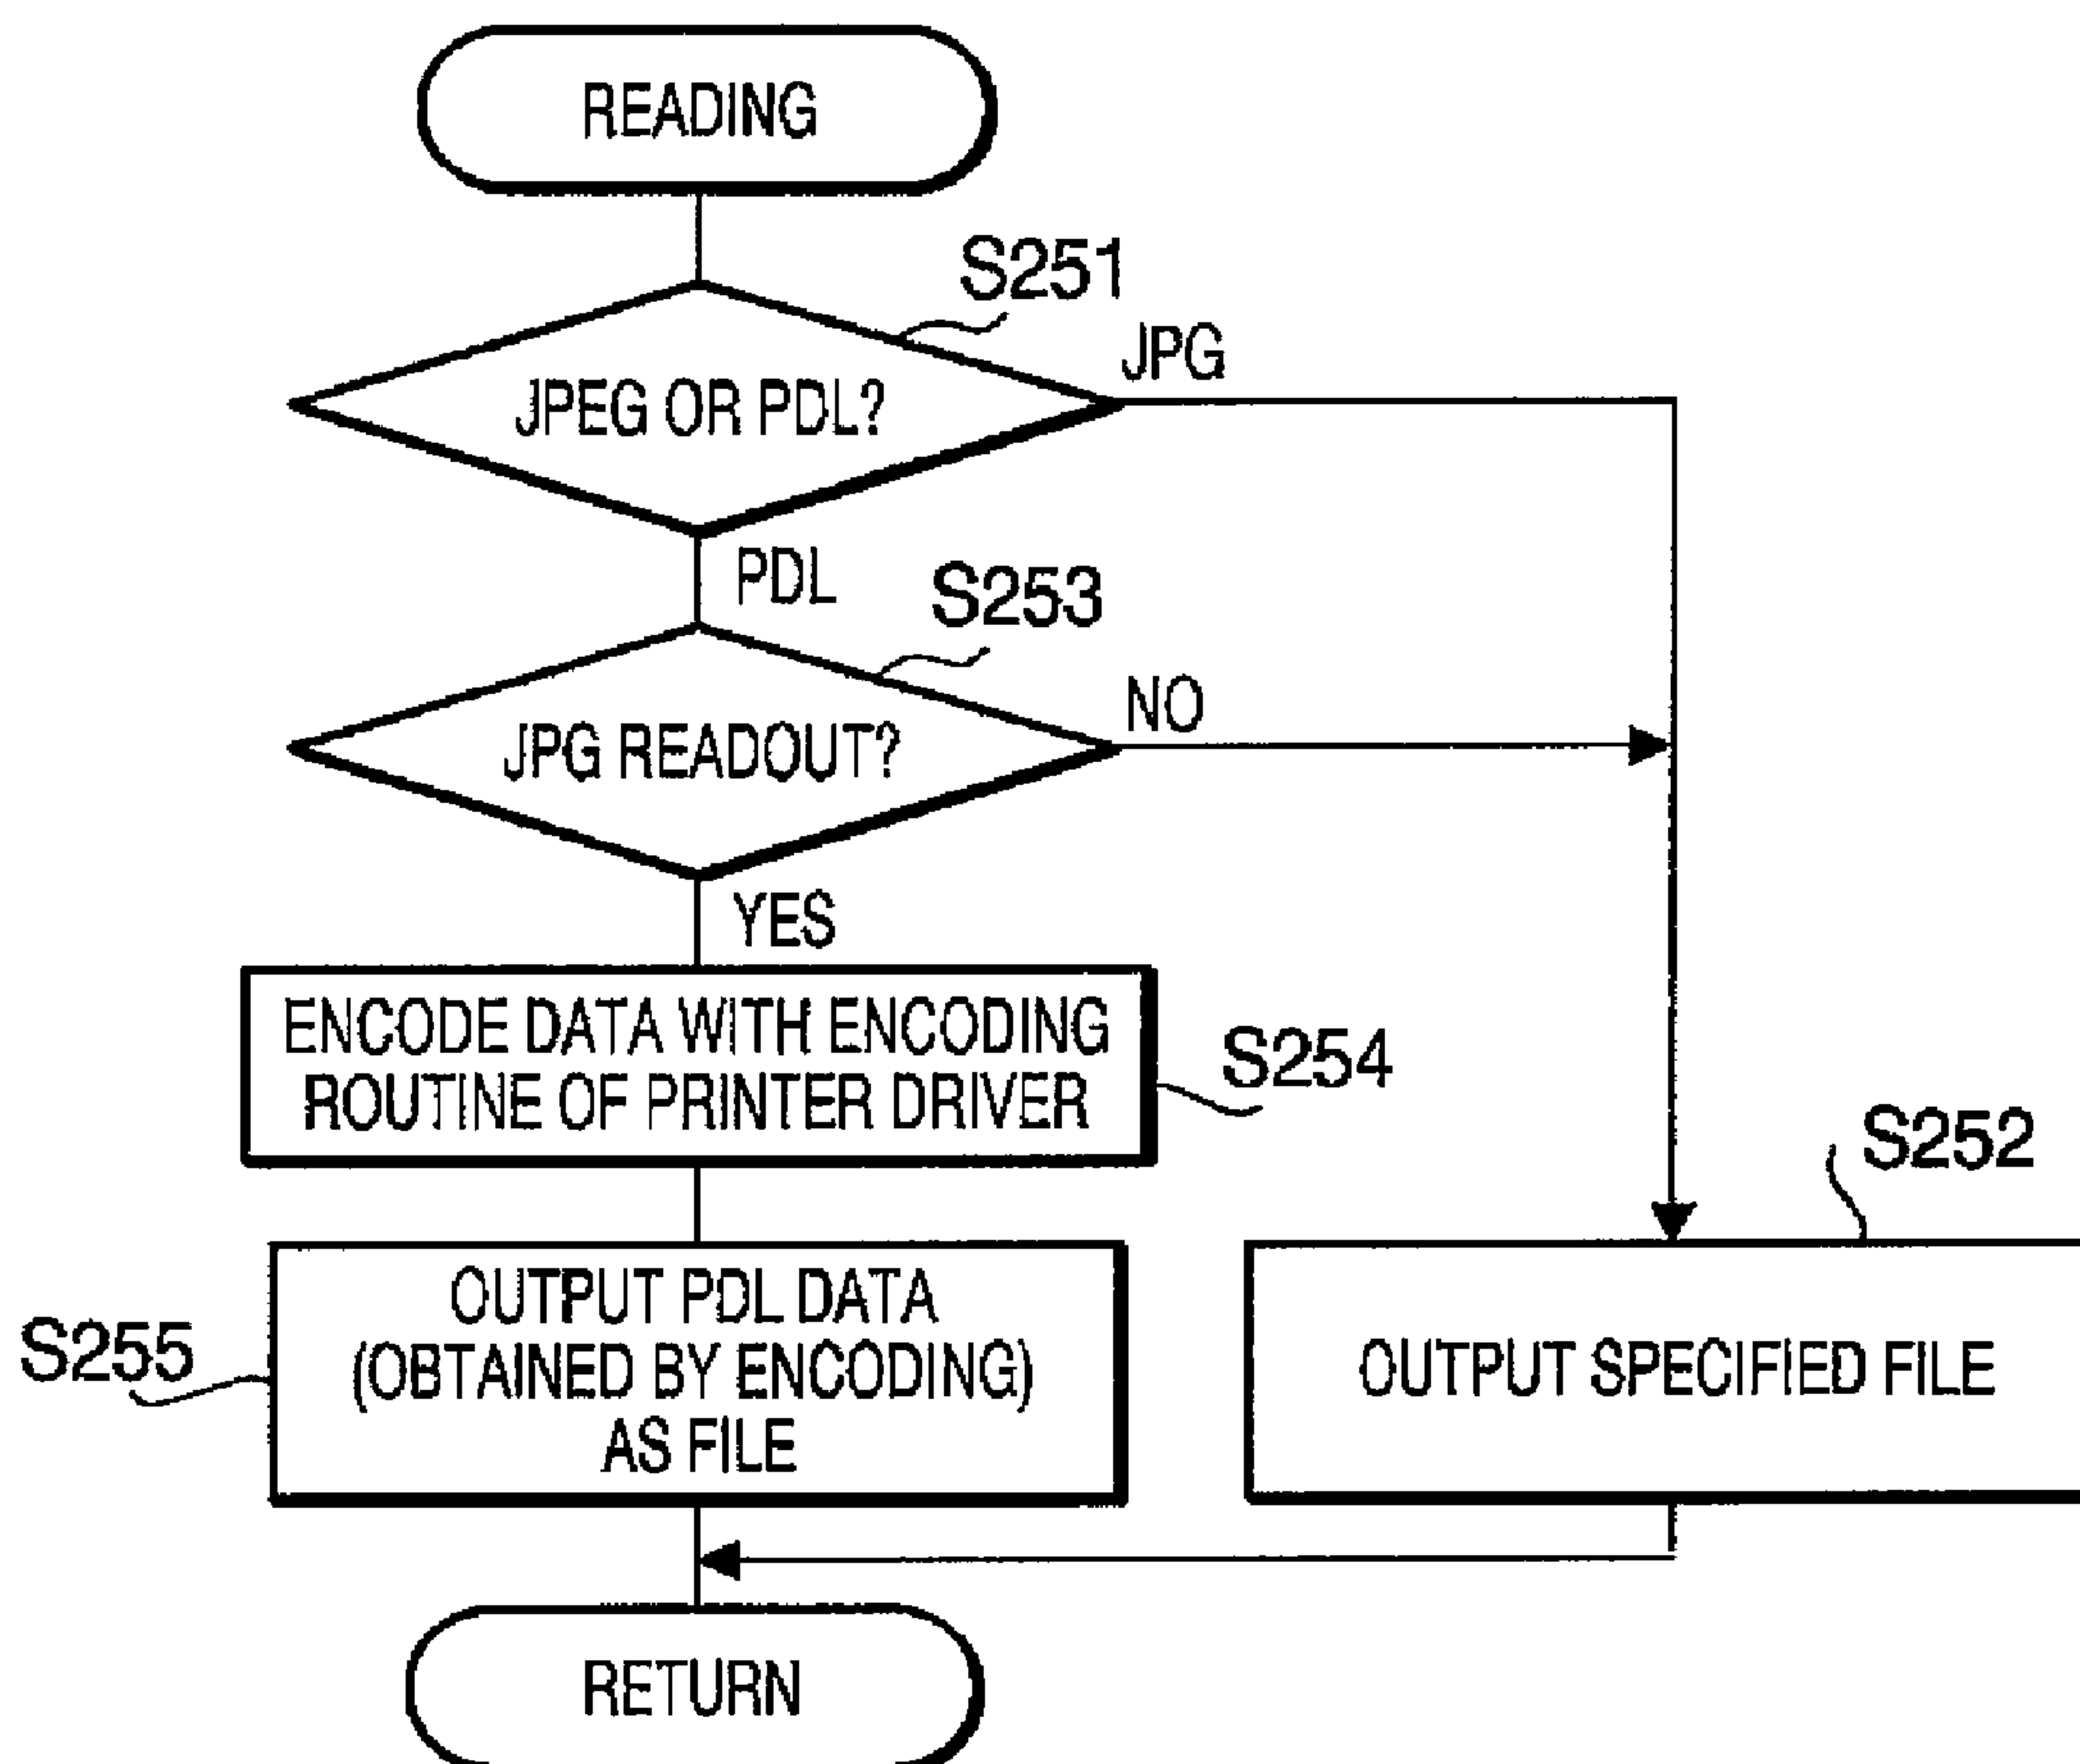 READING
S251
JPG
JPEG OR PDL?
PDL
S253
NO
JPG READOUT?
YES
ENCODE DATA WITH ENCODING
ROUTINE OF PRINTER DRIVER
S254
S252
OUTPUT PDL DATA
(OBTAINED BY ENCODING)
AS FILE
S255
OUTPUT SPECIFIED FILE
RETURN